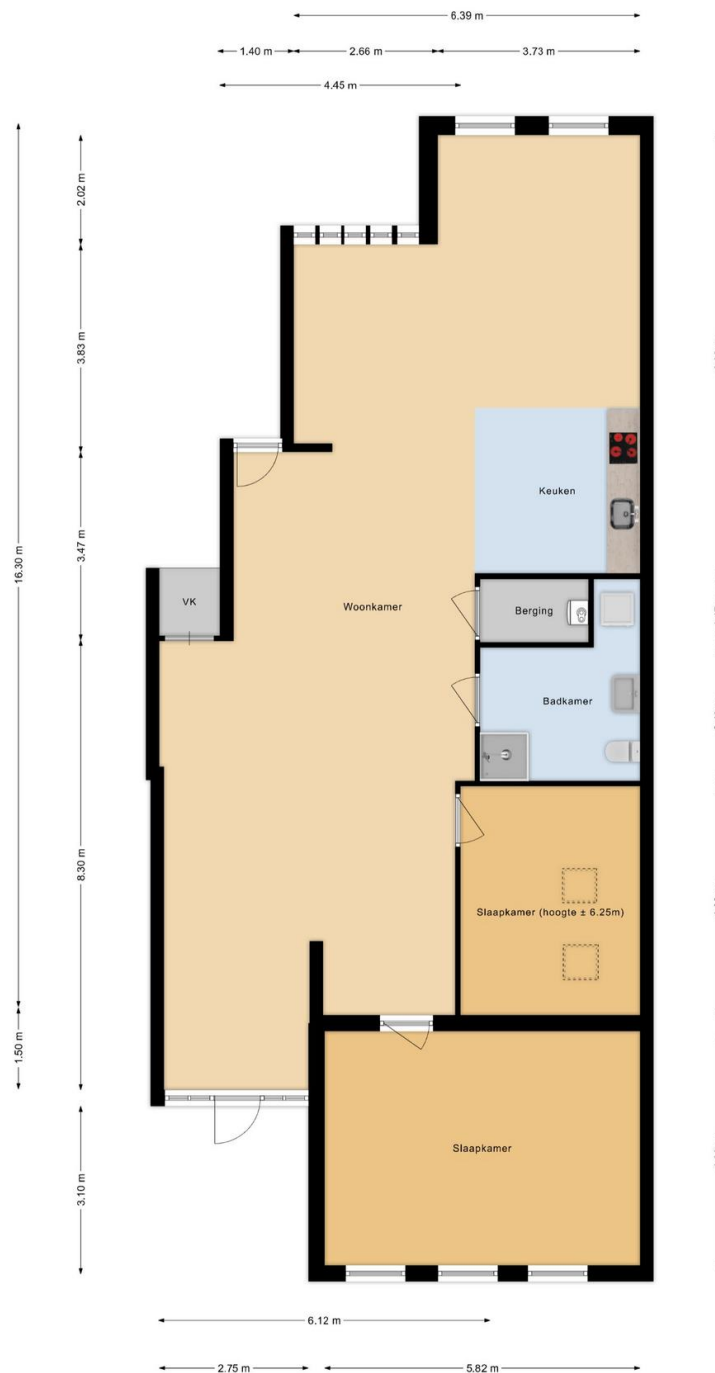 6.39 m
1.40 m
2.66 m
3.73 m
4.45 m
2.02 m
3.83 m
3.47 m
16.30 m
8.30 m
1.50 m
3.10 m
Keuken
VK
Woonkamer
Berging
Badkamer
Slaapkamer (hoogte ± 6.25m)
Slaapkamer
6.12 m
2.75 m
5.82 m